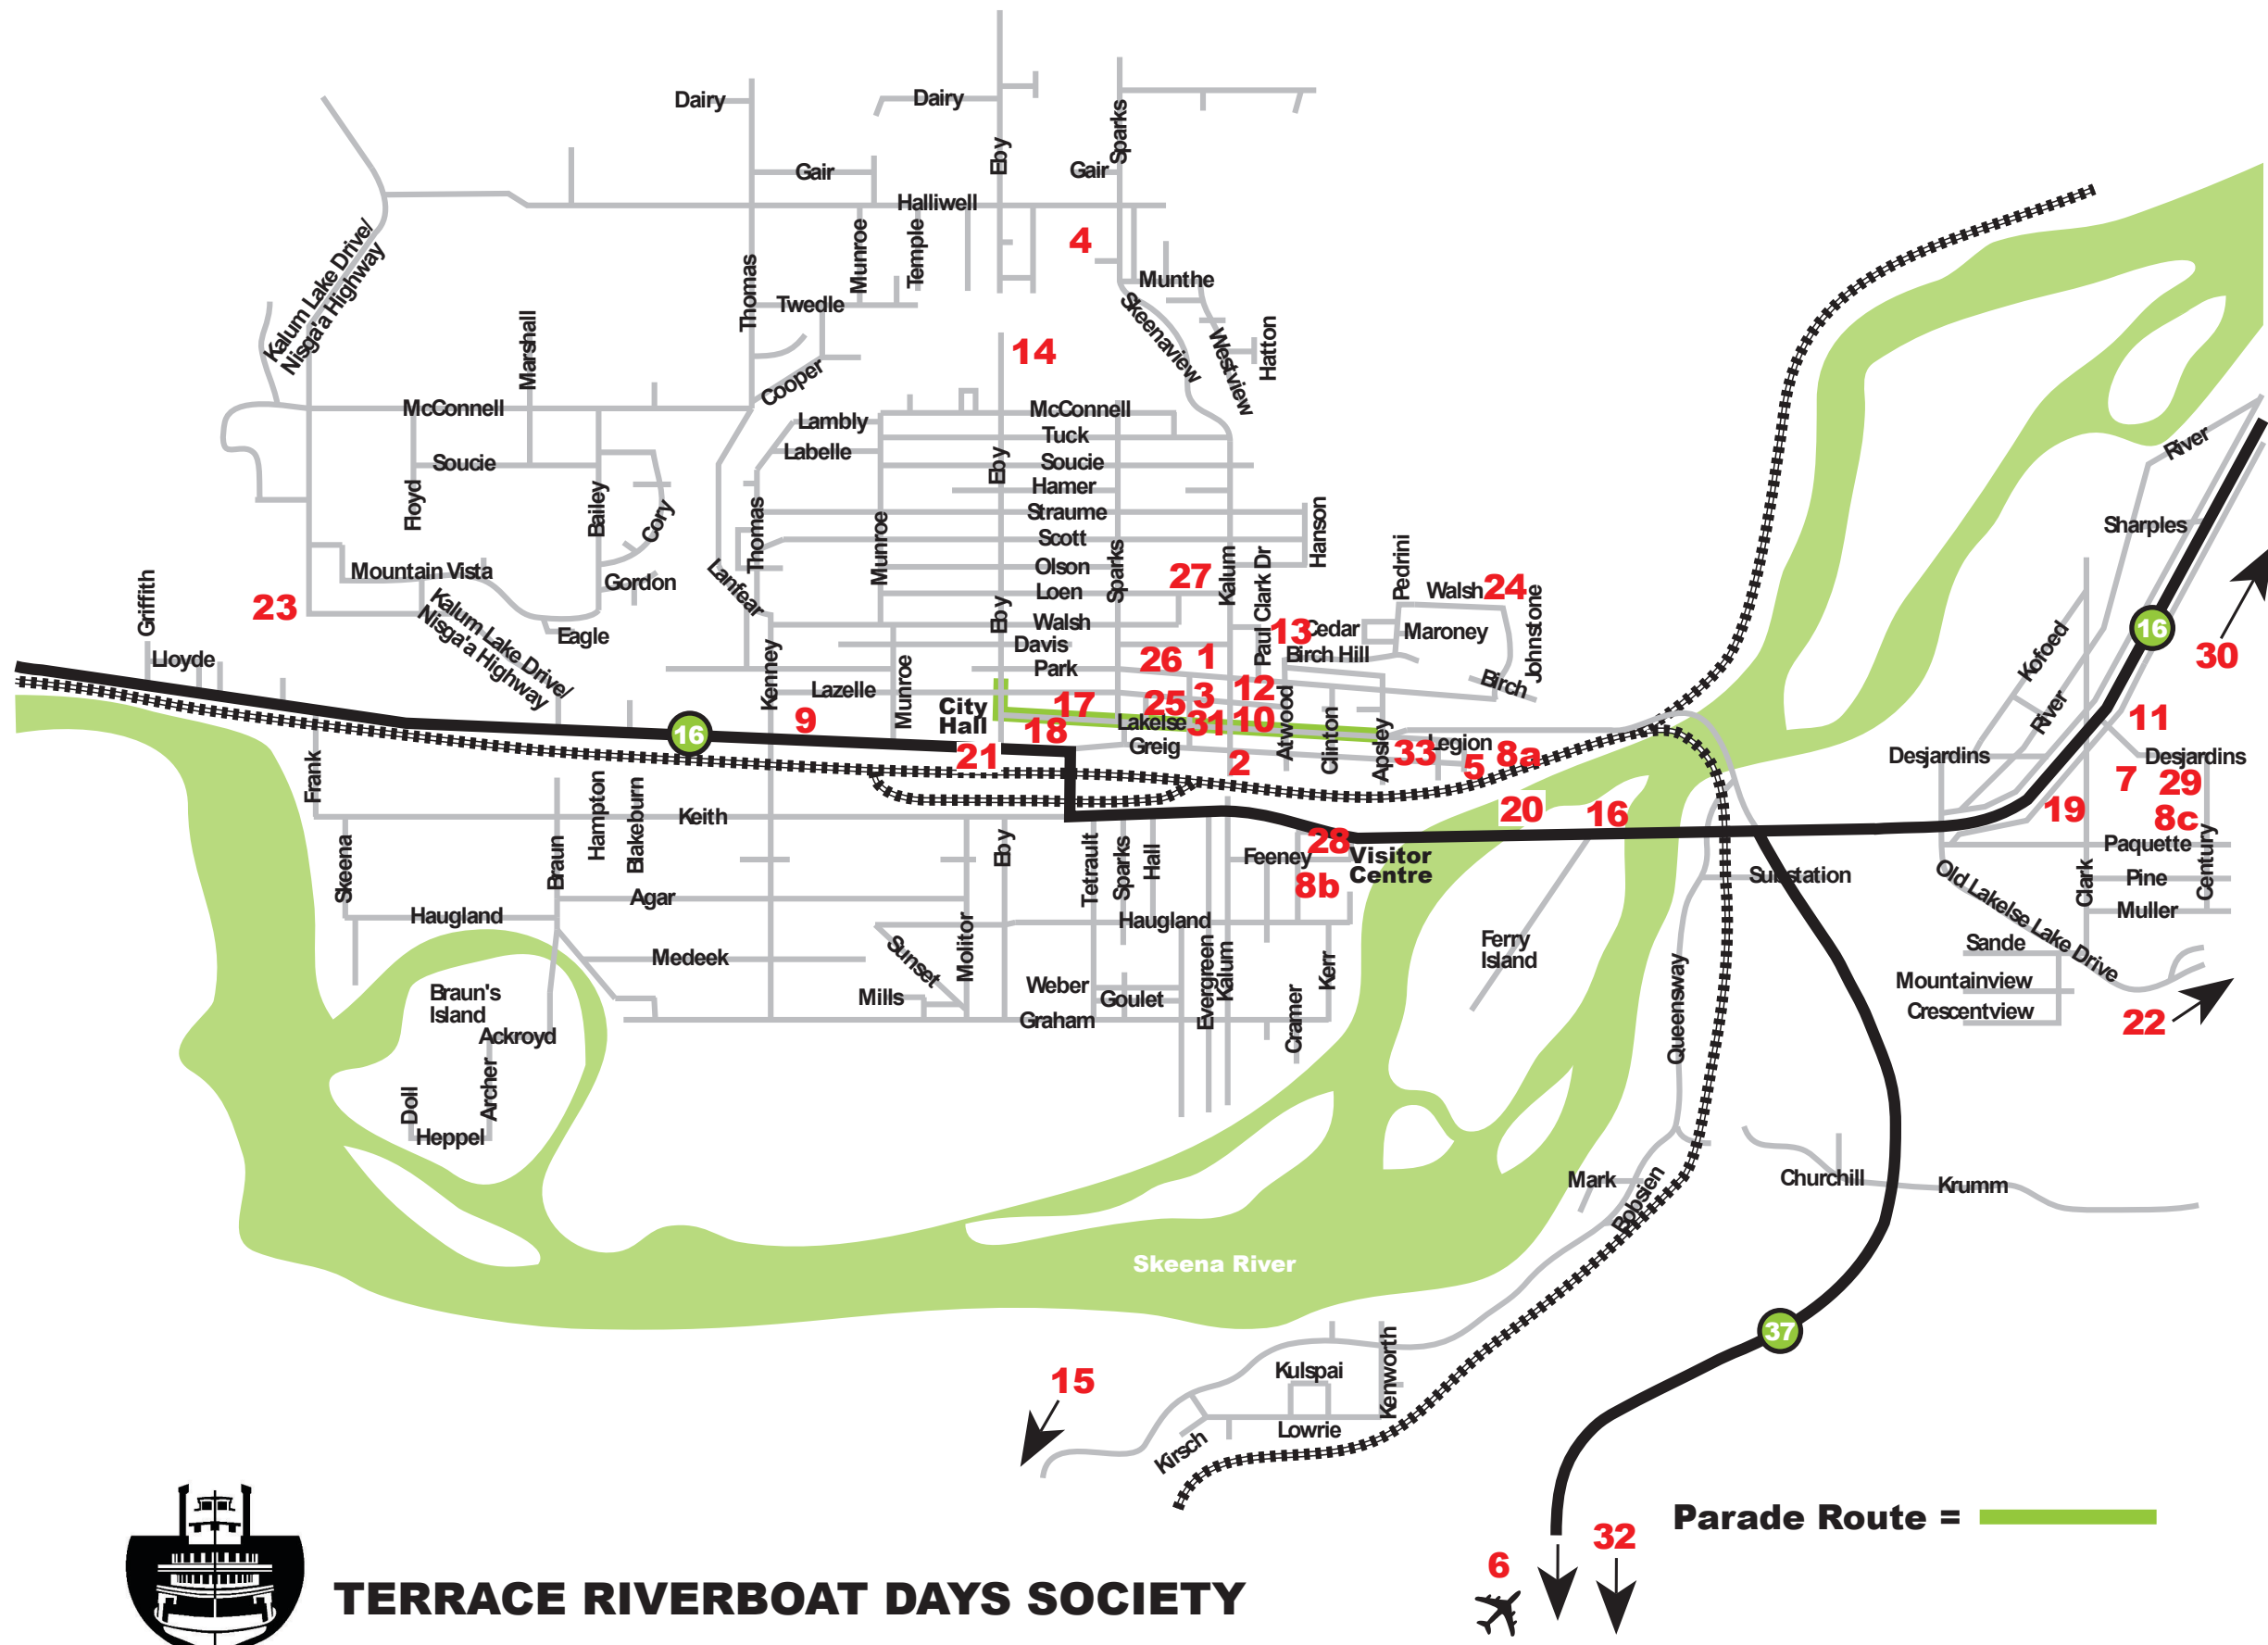 Dairy
Dairy
Sparks
Eby
Gair
Gair
Halliwell
Munroe
Temple
4
Kalum Lake Drive/
Nisga'a Highway
Thomas
Munthe
Twedle
Skeenaview
Westview
Hatton
Marshall
14
Cooper
McConnell
McConnell
Lambly
Tuck
Labelle
Soucie
Eby
Soucie
Hamer
Floyd
Bailey
Cory
Thomas
Straume
Hanson
Scott
Munroe
Sparks
Olson
27
Kalum
Paul Clark Dr
Pedrini
Mountain Vista
Gordon
Lanfear
Loen
Walsh
24
Johnstone
Griffith
23
Kalum Lake Drive/
Nisga'a Highway
Eagle
Eby
Walsh
13
Cedar
Maroney
Davis
Birch Hill
26
1
Park
Lloyde
Kenney
Lazelle
Munroe
City
Hall
17
25
3
12
Birch
Atwood
Clinton
Apsley
9
16
18
Lakelse
31
10
Greig
21
2
33
Legion
8a
5
River
Sharples
16
30
Kofoed
River
11
Desjardins
Desjardins
7
29
19
8c
Frank
Hampton
Blakeburn
Keith
20
16
28
Visitor
Centre
Feeney
8b
Paquette
Century
Skeena
Braun
Eby
Tetrault
Sparks
Hall
Substation
Old Lakelse Lake Drive
Clark
Pine
Muller
Agar
Haugland
Haugland
Sunset
Molitor
Medeek
Ferry
Island
Sande
Mountainview
Crescentview
22
Weber
Goulet
Mills
Graham
Evergreen
Kalum
Kerr
Cramer
Queensway
Braun's
Island
Ackroyd
Archer
Doll
Heppel
Mark
Bobsien
Churchill
Krumm
Skeena River
37
15
Kulspai
Kenworth
Lowrie
Kirsch
Parade Route =
6
32
TERRACE RIVERBOAT DAYS SOCIETY